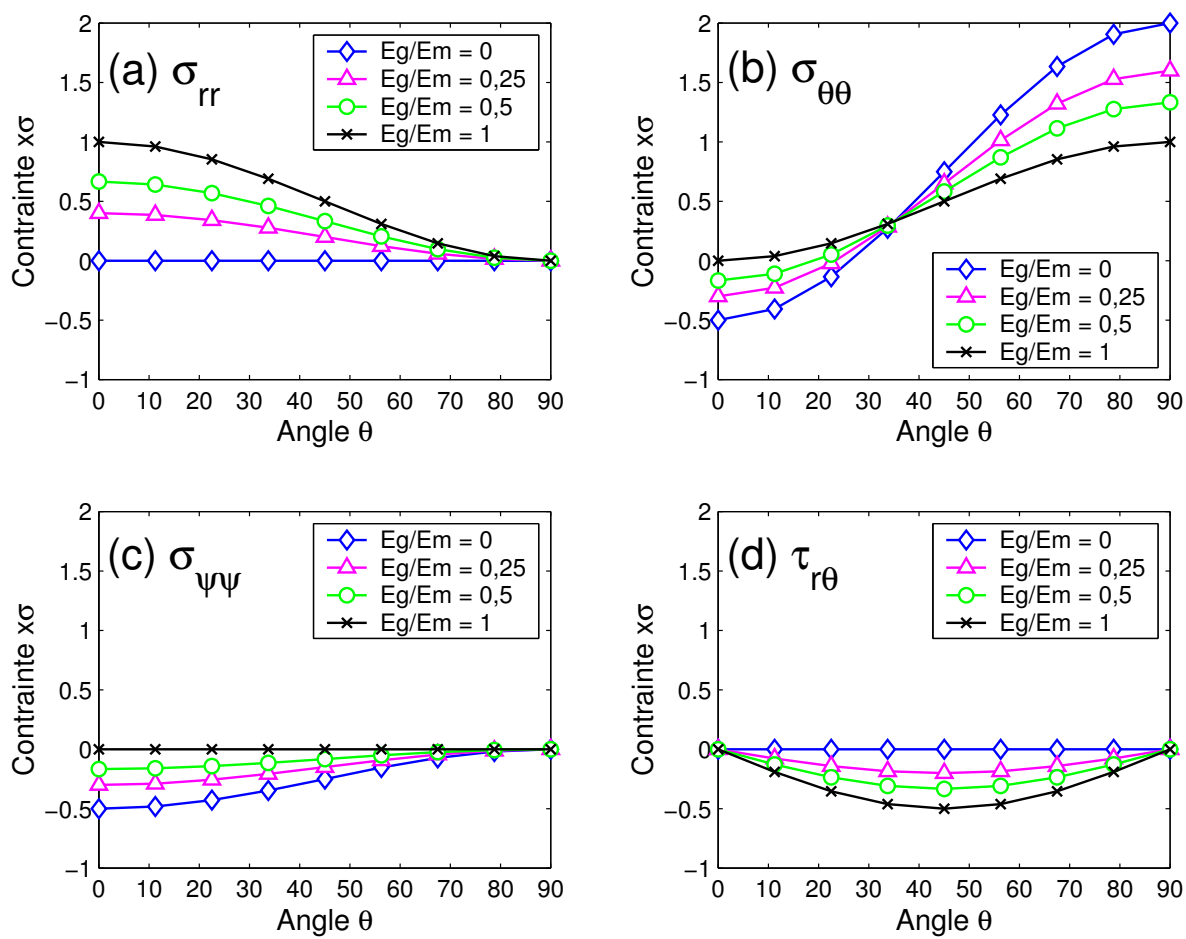 (a) σrr
Eg/Em = 0
Eg/Em = 0,25
Eg/Em = 0,5
Eg/Em = 1
Contrainte xσ
2
1.5
1
0.5
0
−0.5
−1
0 10 20 30 40 50 60 70 80 90
Angle θ
(b) σθθ
Eg/Em = 0
Eg/Em = 0,25
Eg/Em = 0,5
Eg/Em = 1
Contrainte xσ
2
1.5
1
0.5
0
−0.5
−1
0 10 20 30 40 50 60 70 80 90
Angle θ
(c) σψψ
Eg/Em = 0
Eg/Em = 0,25
Eg/Em = 0,5
Eg/Em = 1
Contrainte xσ
2
1.5
1
0.5
0
−0.5
−1
0 10 20 30 40 50 60 70 80 90
Angle θ
(d) τrθ
Eg/Em = 0
Eg/Em = 0,25
Eg/Em = 0,5
Eg/Em = 1
Contrainte xσ
2
1.5
1
0.5
0
−0.5
−1
0 10 20 30 40 50 60 70 80 90
Angle θ